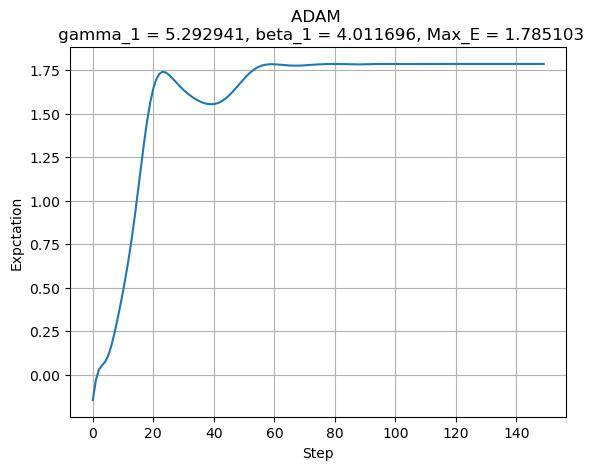 ADAM
gamma_1 = 5.292941, beta_1 = 4.011696, Max_E = 1.785103
1.75
1.50
1.25
1.00
0.75
0.50
0.25
0.00
Expctation
0 20 40 60 80 100 120 140
Step